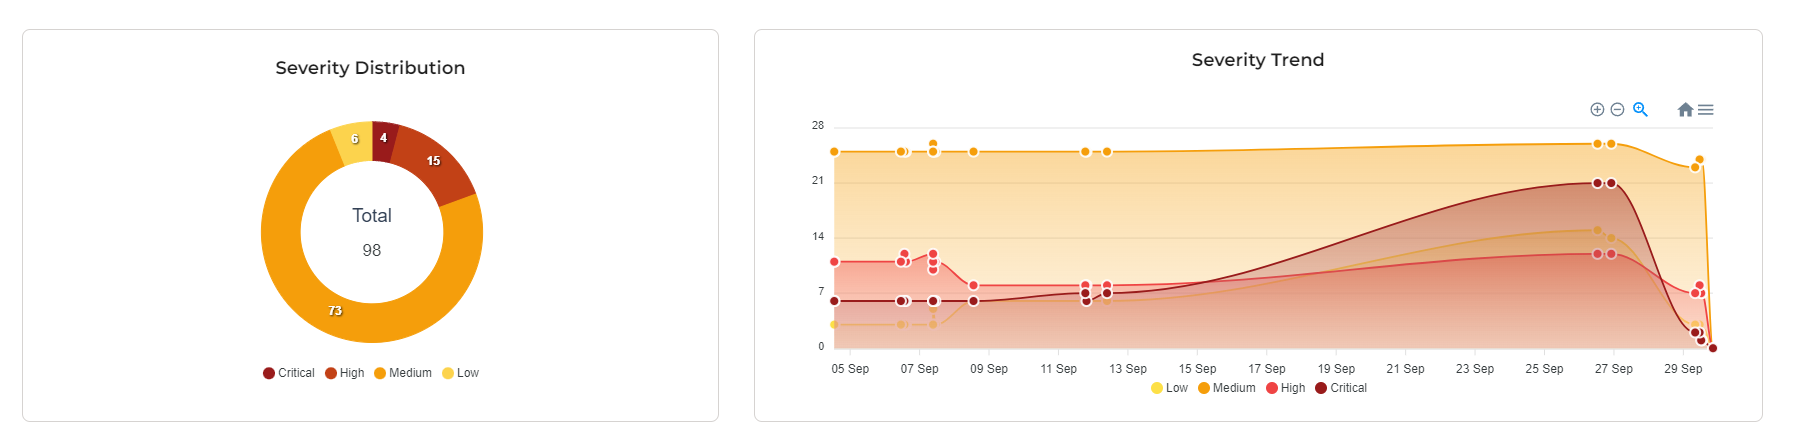 Severity Distribution
6
4
15
Total
98
73
Critical
High
Medium
Low
Severity Trend
28
21
14
7
0
05 Sep
07 Sep
09 Sep
11 Sep
13 Sep
15 Sep
17 Sep
19 Sep
21 Sep
23 Sep
25 Sep
27 Sep
29 Sep
Low
Medium
High
Critical